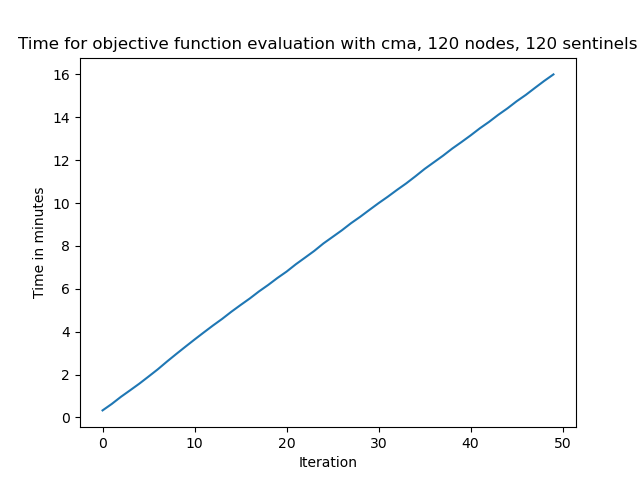 Time for objective function evaluation with cma, 120 nodes, 120 sentinels
16
14
12
10
8
6
4
2
0
Time in minutes
0 10 20 30 40 50
Iteration